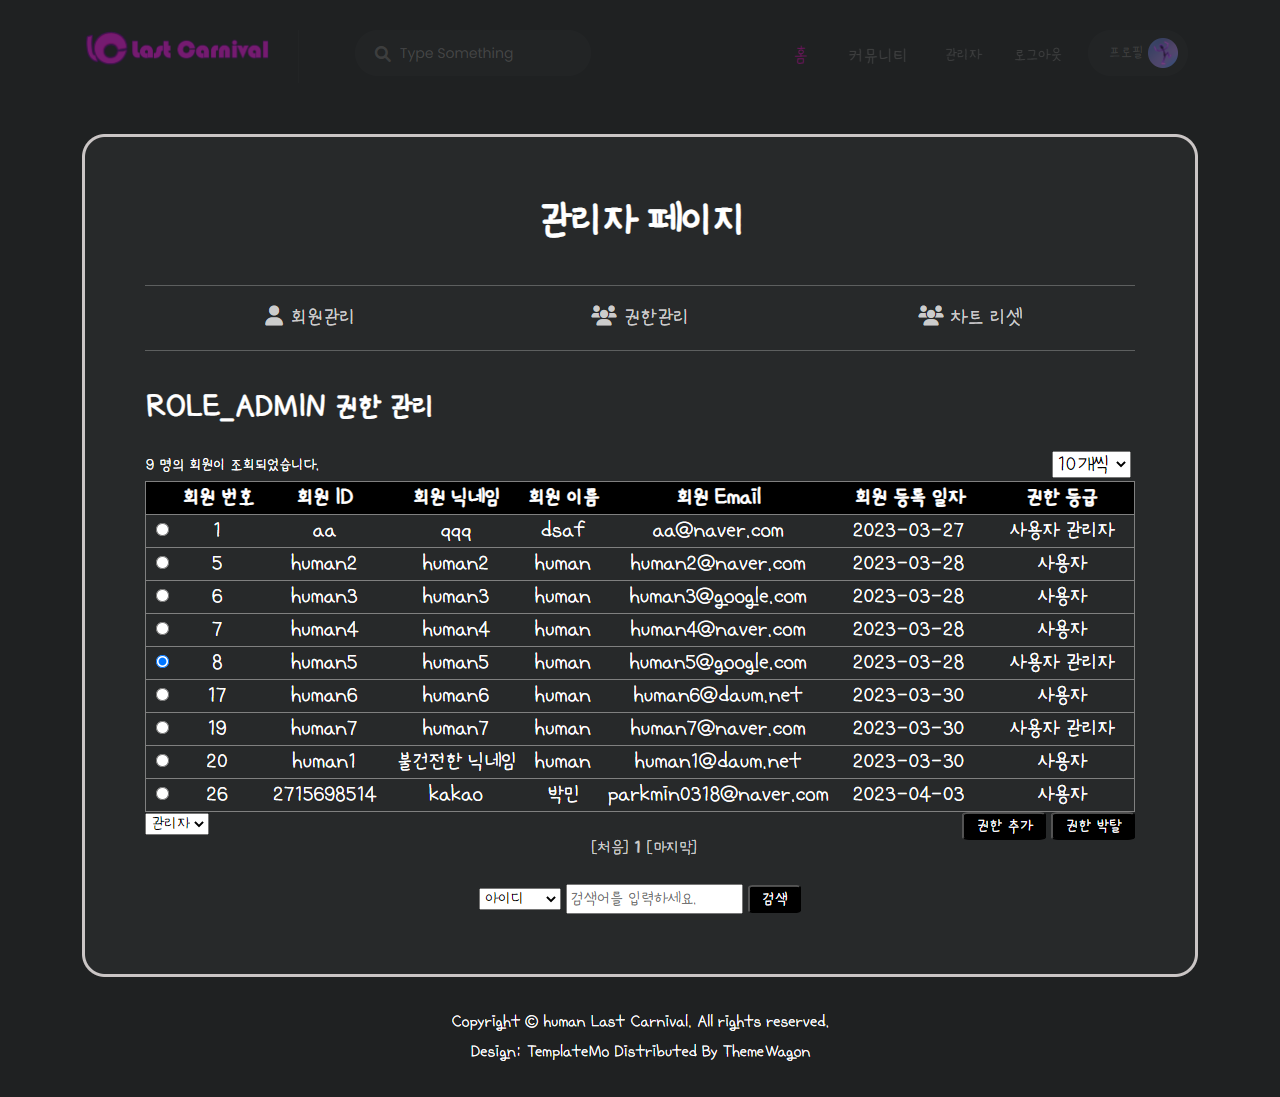 Last Carnival
Type Something
홈 커뮤니티 관리자 로그아웃 프로필
관리자 페이지
회원관리 권한관리 차트 리셋
ROLE_ADMIN 권한 관리
9 명의 회원이 조회되었습니다.
10개씩
회원 번호 회원 ID 회원 닉네임 회원 이름 회원 Email 회원 등록 일자 권한 등급
1 aa qqq dsaf aa@naver.com 2023-03-27 사용자 관리자
5 human2 human2 human human2@naver.com 2023-03-28 사용자
6 human3 human3 human human3@google.com 2023-03-28 사용자
7 human4 human4 human human4@naver.com 2023-03-28 사용자
8 human5 human5 human human5@google.com 2023-03-28 사용자 관리자
17 human6 human6 human human6@daum.net 2023-03-30 사용자
19 human7 human7 human human7@naver.com 2023-03-30 사용자 관리자
20 human1 불건전한 닉네임 human human1@daum.net 2023-03-30 사용자
26 2715698514 kakao 박민 parkmin0318@naver.com 2023-04-03 사용자
관리자 권한 추가 권한 박탈
[처음] 1 [마지막]
아이디 검색어를 입력하세요. 검색
Copyright © human Last Carnival. All rights reserved.
Design: TemplateMo Distributed By ThemeWagon